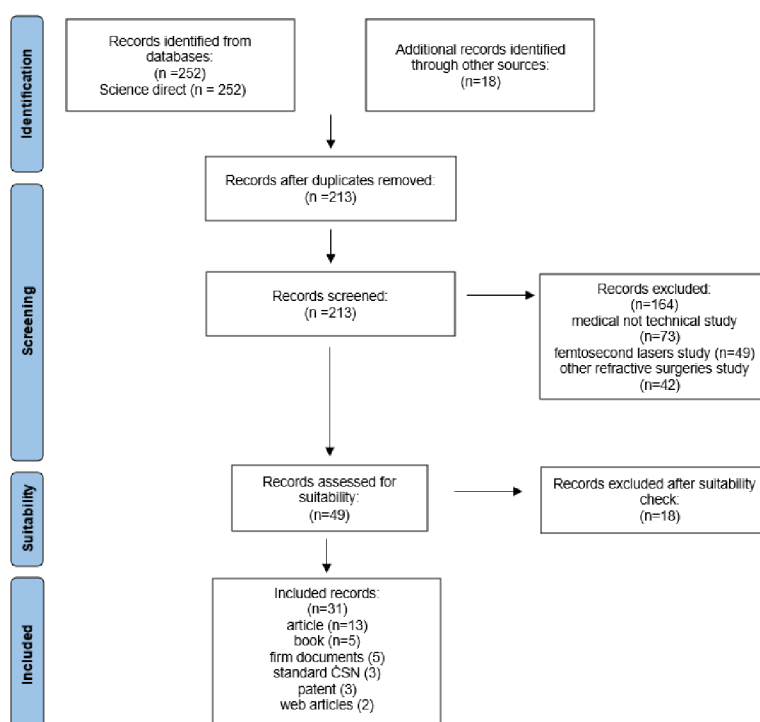 Identification
Records identified from
databases:
(n =252)
Science direct (n = 252)
Additional records identified
through other sources:
(n=18)
Records after duplicates removed:
(n =213)
Screening
Records screened:
(n =213)
Records excluded:
(n=164)
medical not technical study
(n=73)
femtosecond lasers study (n=49)
other refractive surgeries study
(n=42)
Suitability
Records assessed for
suitability:
(n=49)
Records excluded after suitability
check:
(n=18)
Included
Included records:
(n=31)
article (n=13)
book (n=5)
firm documents (5)
standard ČSN (3)
patent (3)
web articles (2)